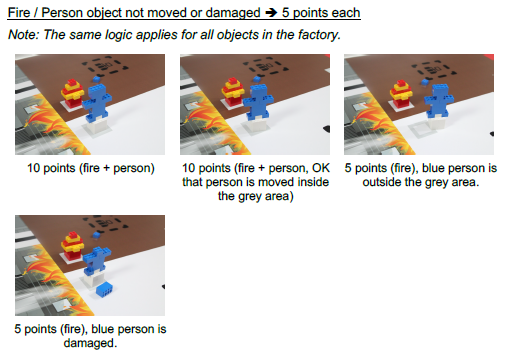 Fire / Person object not moved or damaged ➔ 5 points each
Note: The same logic applies for all objects in the factory.
10 points (fire + person)
10 points (fire + person, OK
that person is moved inside
the grey area)
5 points (fire), blue person is
outside the grey area.
5 points (fire), blue person is
damaged.